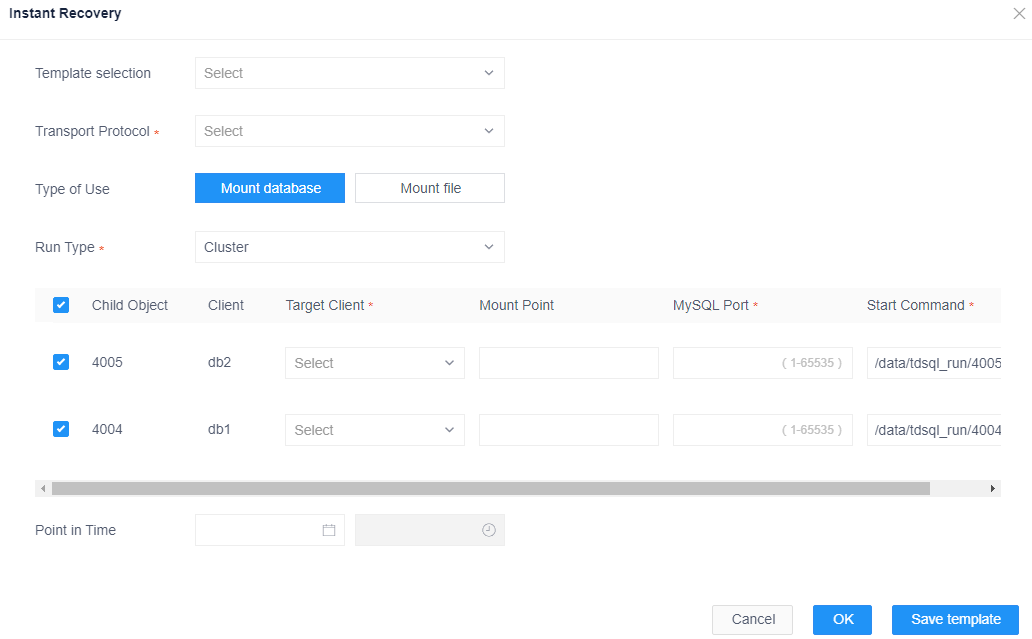 Instant Recovery
Template selection Select
Transport Protocol * Select
Type of Use Mount database Mount file
Run Type * Cluster
Child Object Client Target Client * Mount Point MySQL Port * Start Command *
4005 db2 Select ( 1-65535 ) /data/tdsql_run/4005
4004 db1 Select ( 1-65535 ) /data/tdsql_run/4004
Point in Time
Cancel OK Save template